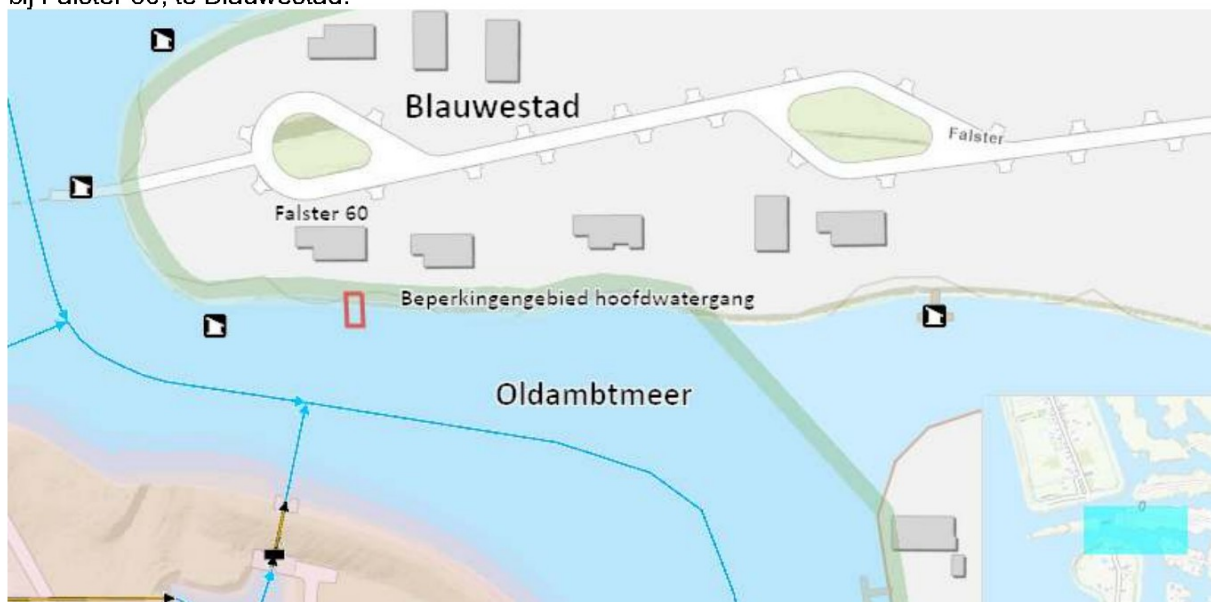 bij Falster 60, te Blauwestad.
Blauwestad
Falster
Falster 60
Beperkingengebied hoofdwatergang
Oldambtmeer